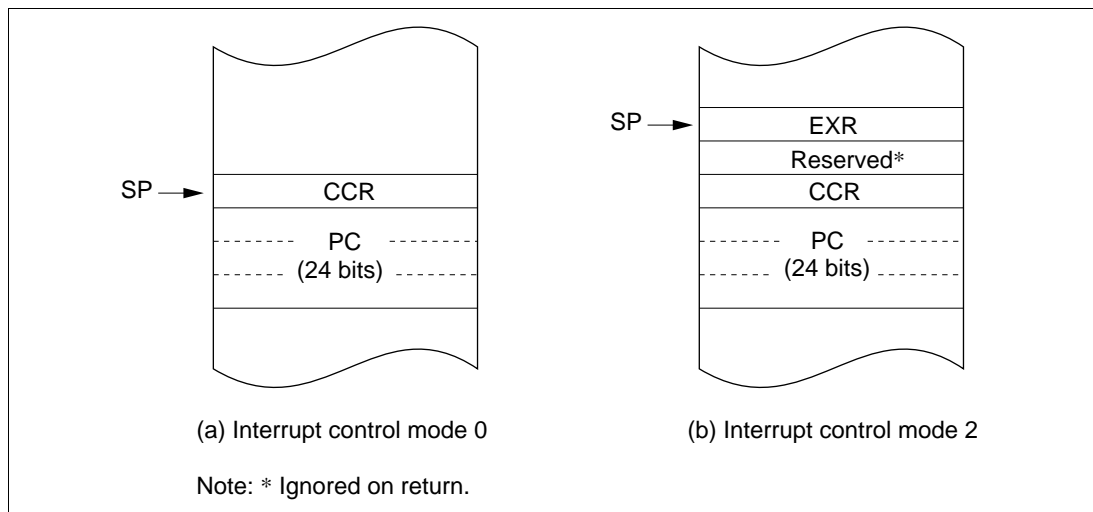 SP
CCR
PC
(24 bits)
(a) Interrupt control mode 0
SP
EXR
Reserved*
CCR
PC
(24 bits)
(b) Interrupt control mode 2
Note: * Ignored on return.